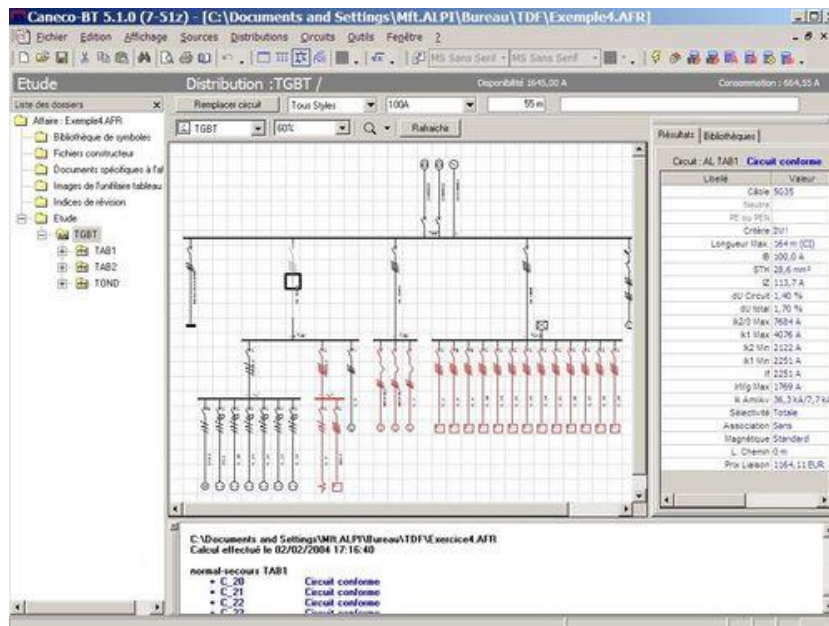 Caneco-BT 5.1.0 (7-51z) - [C:\Documents and Settings\Mft.ALPI\Bureau\TDF\Exemple4.AFR]
Fichier Edition Affichage Sources Distributions Circuits Outils Fenêtre ?
MS Sans Serif MS Sans Serif
Etude Distribution :TGBT / Disponibilité 1645,00 A Consommation : 664,55 A
Liste des dossiers Remplacer circuit Tous Styles 100A 55 m
Affaire : Exemple4.AFR TGBT 60% Rafraichir
Bibliothèque de symboles
Fichiers constructeur
Documents spécifiques à l'af
Images de l'unifilaire tableau
Indices de révision
Etude
TGBT
TAB1
TAB2
TOND
Résultats Bibliothèques
Circuit : AL TAB1 Circuit conforme
Libellé Valeur
Câble 5G35
Neutre
PE ou PEN
Critère
Longueur Max. 164 m (CI)
IB 100,0 A
STH 28,6 mm²
IZ 113,7 A
dU Circuit 1,40 %
dU total 1,70 %
Ik2/3 Max 7684 A
Ik1 Max 4076 A
Ik2 Min 2122 A
Ik1 Min 2251 A
If 2251 A
IMg Max 1769 A
Ik Am/Av 36,3 kA/7,7 kA
Sélectivité Totale
Association Sans
Magnétique Standard
L. Chemin 0 m
Prix Liaison 1164,11 EUR
C:\Documents and Settings\Mft.ALPI\Bureau\TDF\Exercice4.AFR
Calcul effectué le 02/02/2004 17:16:40
normal-secours TAB1
• C_20 Circuit conforme
• C_21 Circuit conforme
• C_22 Circuit conforme